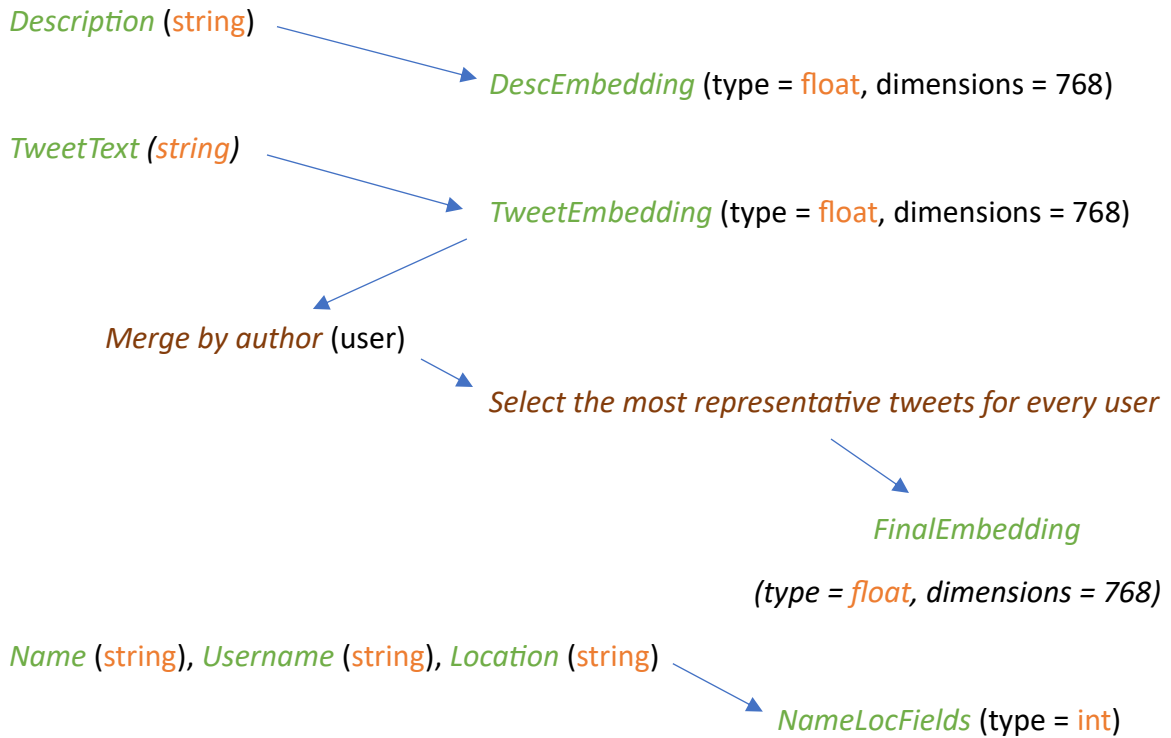 Description (string)
DescEmbedding (type = float, dimensions = 768)
TweetText (string)
TweetEmbedding (type = float, dimensions = 768)
Merge by author (user)
Select the most representative tweets for every user
FinalEmbedding
(type = float, dimensions = 768)
Name (string), Username (string), Location (string)
NameLocFields (type = int)